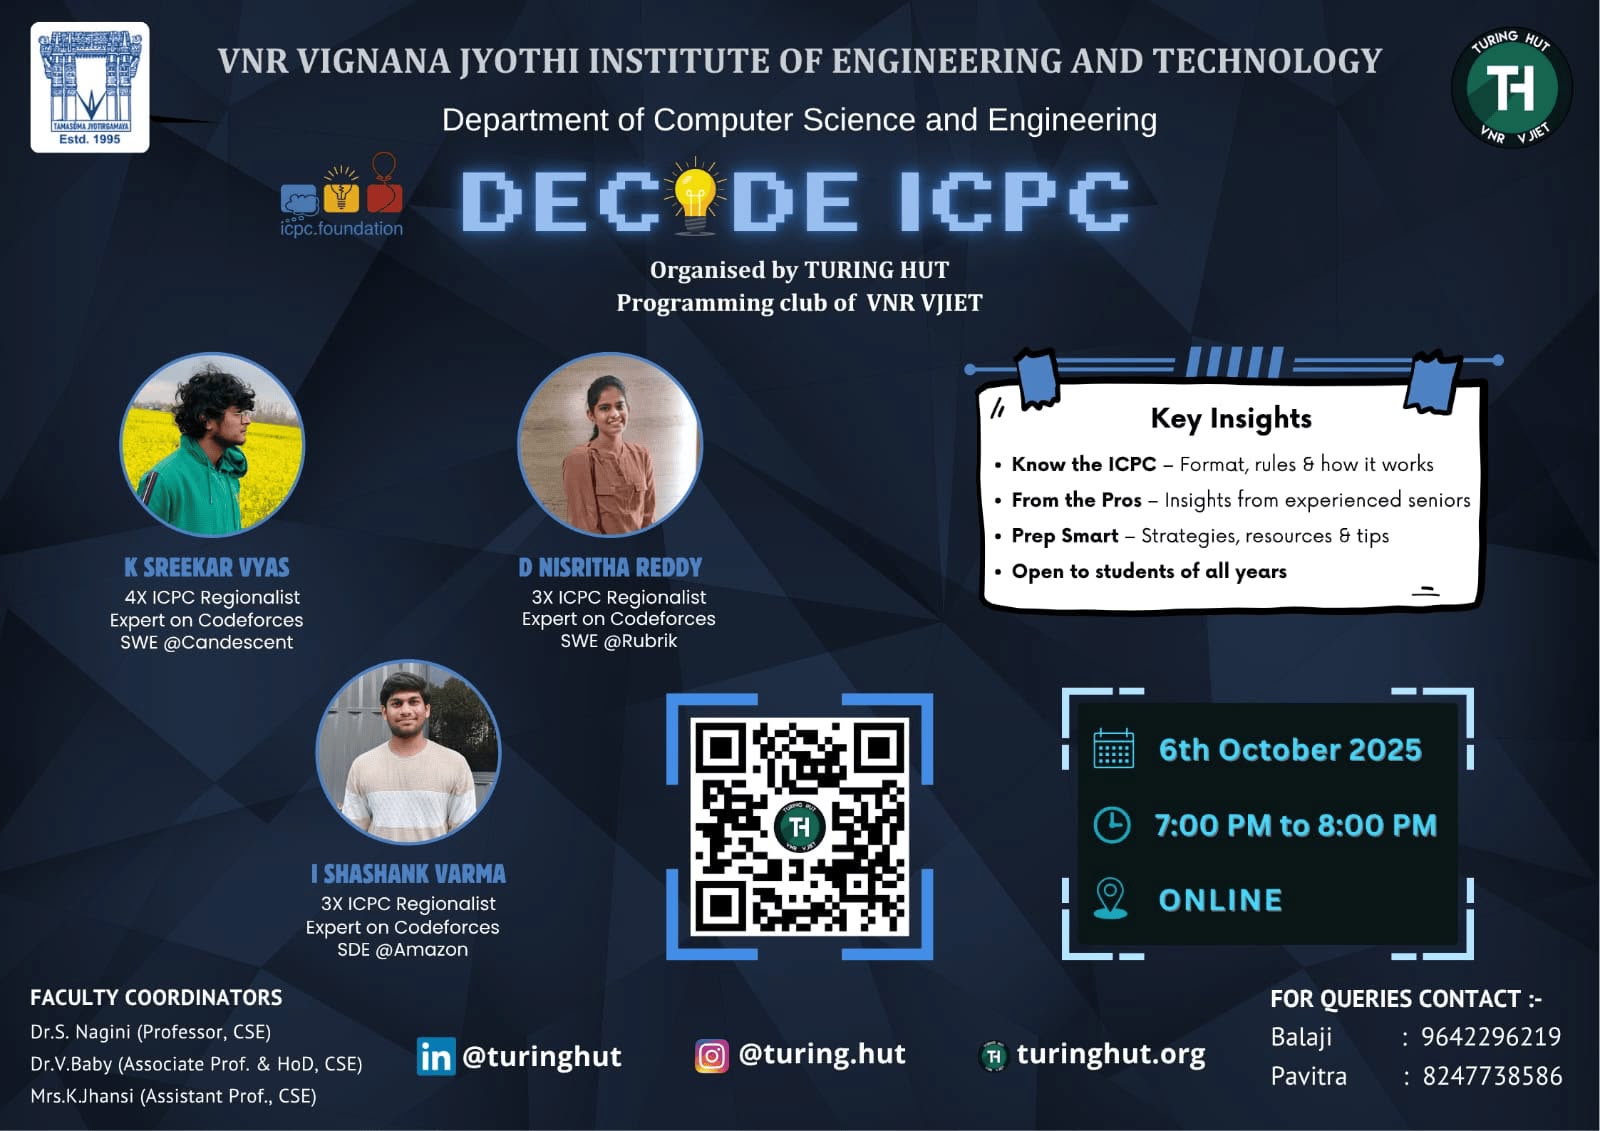 TAMASOMA JYOTIRGAMAYA
Estd. 1995
VNR VIGNANA JYOTHI INSTITUTE OF ENGINEERING AND TECHNOLOGY
TURING HUT
TH
VNR VJIET
Department of Computer Science and Engineering
icpc.foundation
DECODE ICPC
Organised by TURING HUT
Programming club of VNR VJIET
K SREEKAR VYAS
4X ICPC Regionalist
Expert on Codeforces
SWE @Candescent
D NISRITHA REDDY
3X ICPC Regionalist
Expert on Codeforces
SWE @Rubrik
I SHASHANK VARMA
3X ICPC Regionalist
Expert on Codeforces
SDE @Amazon
Key Insights
• Know the ICPC – Format, rules & how it works
• From the Pros – Insights from experienced seniors
• Prep Smart – Strategies, resources & tips
• Open to students of all years
TURING HUT
TH
VNR VJIET
6th October 2025
7:00 PM to 8:00 PM
ONLINE
FACULTY COORDINATORS
Dr.S. Nagini (Professor, CSE)
Dr.V.Baby (Associate Prof. & HoD, CSE)
Mrs.K.Jhansi (Assistant Prof., CSE)
in @turinghut
@turing.hut
TH turinghut.org
FOR QUERIES CONTACT :-
Balaji : 9642296219
Pavitra : 8247738586